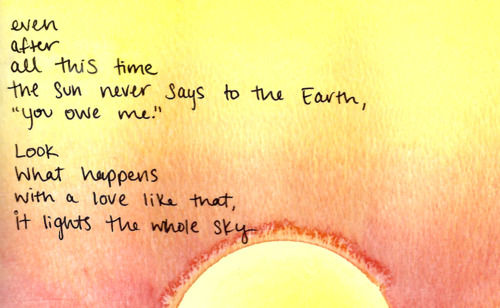 even
after
all this time
the sun never says to the Earth,
"you owe me."
Look
What happens
with a love like that,
it lights the whole sky